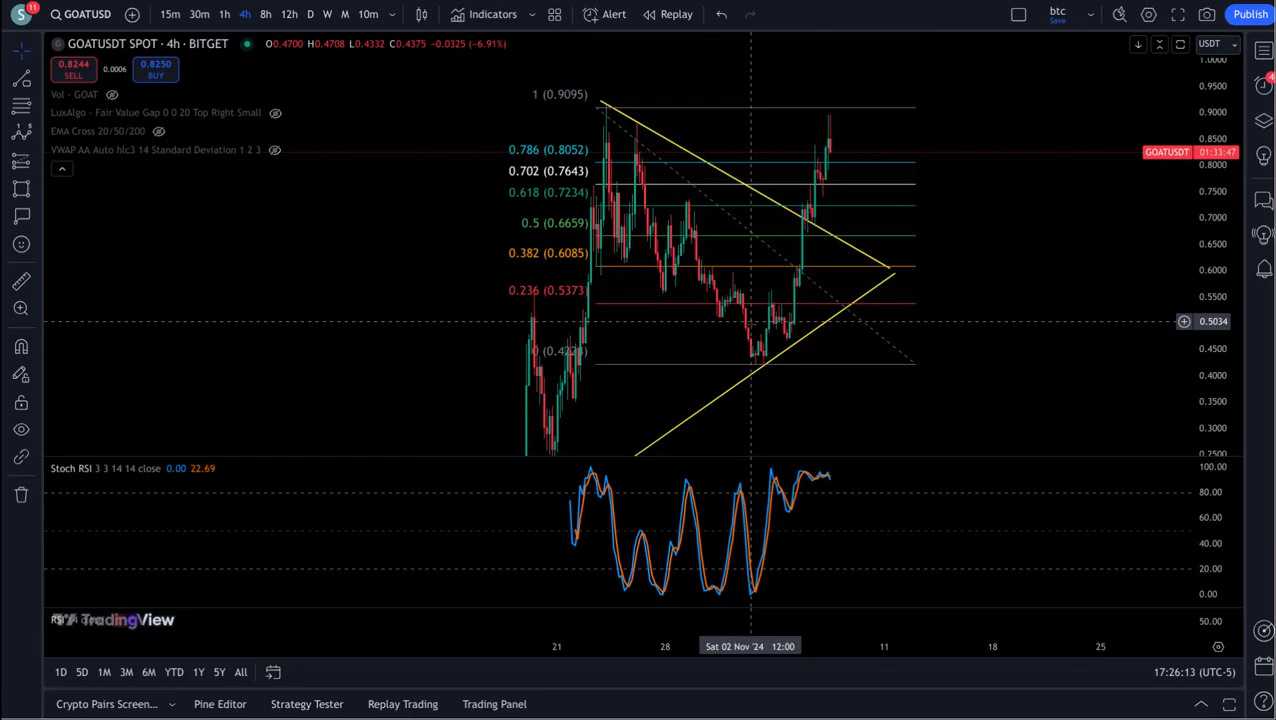 S 11 GOATUSD 15m 30m 1h 4h 8h 12h D W M 10m Indicators Alert Replay btc Save Publish
GOATUSDT SPOT · 4h · BITGET O0.4700 H0.4708 L0.4332 C0.4375 -0.0325 (-6.91%) USDT
0.8244 SELL 0.0006 0.8250 BUY
Vol · GOAT
LuxAlgo - Fair Value Gap 0 0 20 Top Right Small
EMA Cross 20/50/200
VWAP AA Auto hlc3 14 Standard Deviation 1 2 3
1 (0.9095)
0.786 (0.8052)
0.702 (0.7643)
0.618 (0.7234)
0.5 (0.6659)
0.382 (0.6085)
0.236 (0.5373)
1.0000
0.9500
0.9000
0.8500
GOATUSDT 01:33:47
0.8000
0.7500
0.7000
0.6500
0.6000
0.5500
0.5034
0.4500
0.4000
0.3500
0.3000
0.2500
4
Stoch RSI 3 3 14 14 close 0.00 22.69
100.00
80.00
60.00
40.00
20.00
0.00
TradingView
50.00
21 28 Sat 02 Nov '24 12:00 11 18 25
1D 5D 1M 3M 6M YTD 1Y 5Y All 17:26:13 (UTC-5)
Crypto Pairs Screen... Pine Editor Strategy Tester Replay Trading Trading Panel